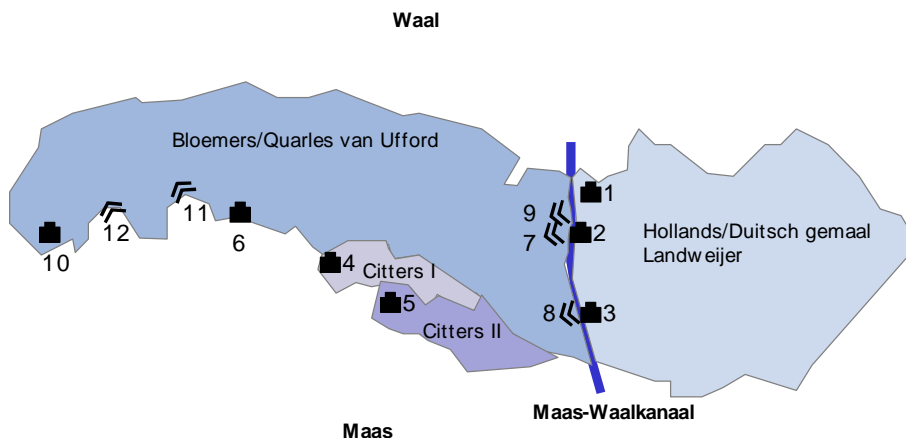 Waal
Bloemers/Quarles van Ufford
1
9
11
2
12
6
7
Hollands/Duitsch gemaal
Landweijer
10
4
Citters I
5
8
3
Citters II
Maas-Waalkanaal
Maas